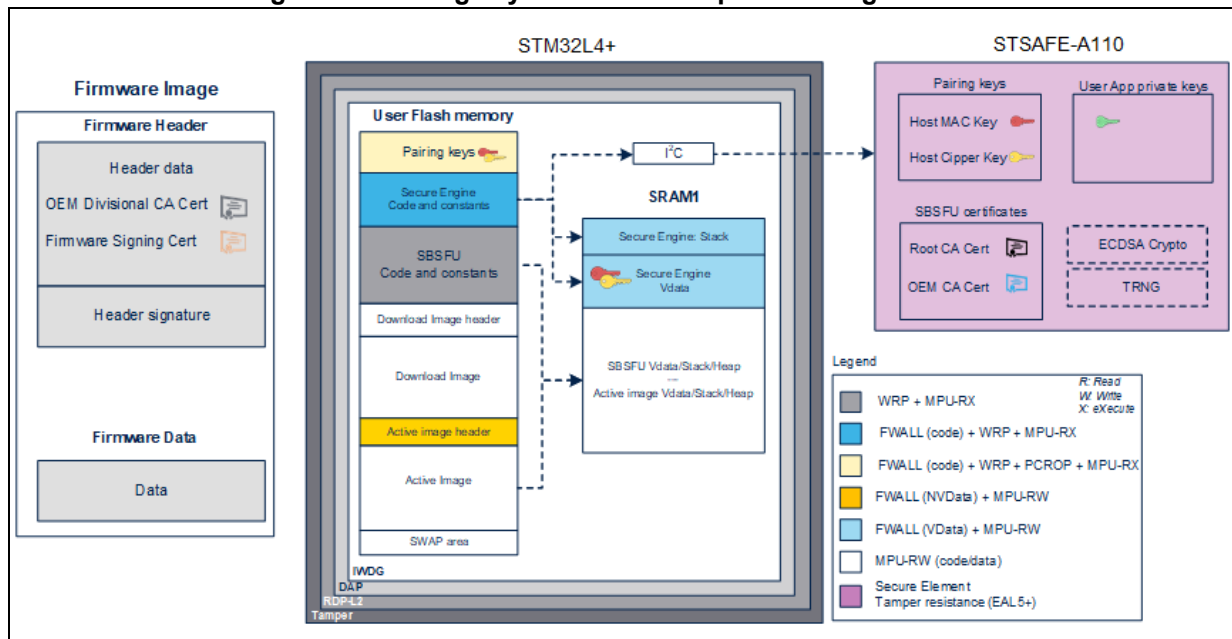 STM32L4+
STSAFE-A110
Firmware Image
Firmware Header
Header data
OEM Divisional CA Cert
Firmware Signing Cert
Header signature
Firmware Data
Data
User Flash memory
Pairing keys
Secure Engine
Code and constants
SBSFU
Code and constants
Download Image header
Download Image
Active image header
Active Image
SWAP area
I²C
SRAM1
Secure Engine: Stack
Secure Engine
Vdata
SBSFU Vdata/Stack/Heap
---
Active image Vdata/Stack/Heap
IWDG
DAP
RDP-L2
Tamper
Pairing keys
Host MAC Key
Host Cipper Key
User App private keys
SBSFU certificates
Root CA Cert
OEM CA Cert
ECDSA Crypto
TRNG
Legend
R: Read
W: Write
X: eXecute
WRP + MPU-RX
FWALL (code) + WRP + MPU-RX
FWALL (code) + WRP + PCROP + MPU-RX
FWALL (NVData) + MPU-RW
FWALL (VData) + MPU-RW
MPU-RW (code/data)
Secure Element
Tamper resistance (EAL5+)